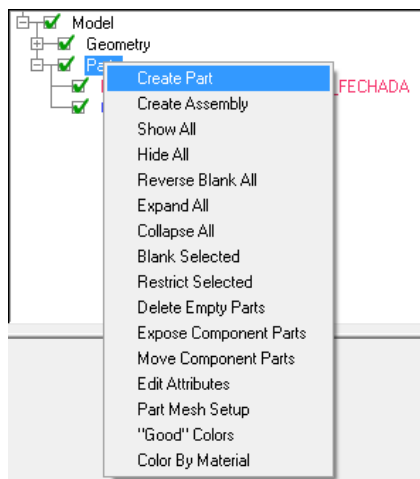 Model
Geometry
Create Part
_FECHADA
Create Assembly
Show All
Hide All
Reverse Blank All
Expand All
Collapse All
Blank Selected
Restrict Selected
Delete Empty Parts
Expose Component Parts
Move Component Parts
Edit Attributes
Part Mesh Setup
"Good" Colors
Color By Material